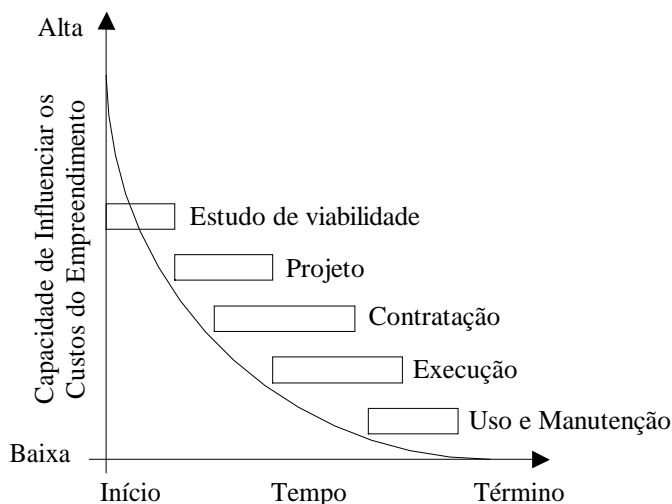 Alta
Capacidade de Influenciar os
Custos do Empreendimento
Estudo de viabilidade
Projeto
Contratação
Execução
Uso e Manutenção
Baixa
Início
Tempo
Término